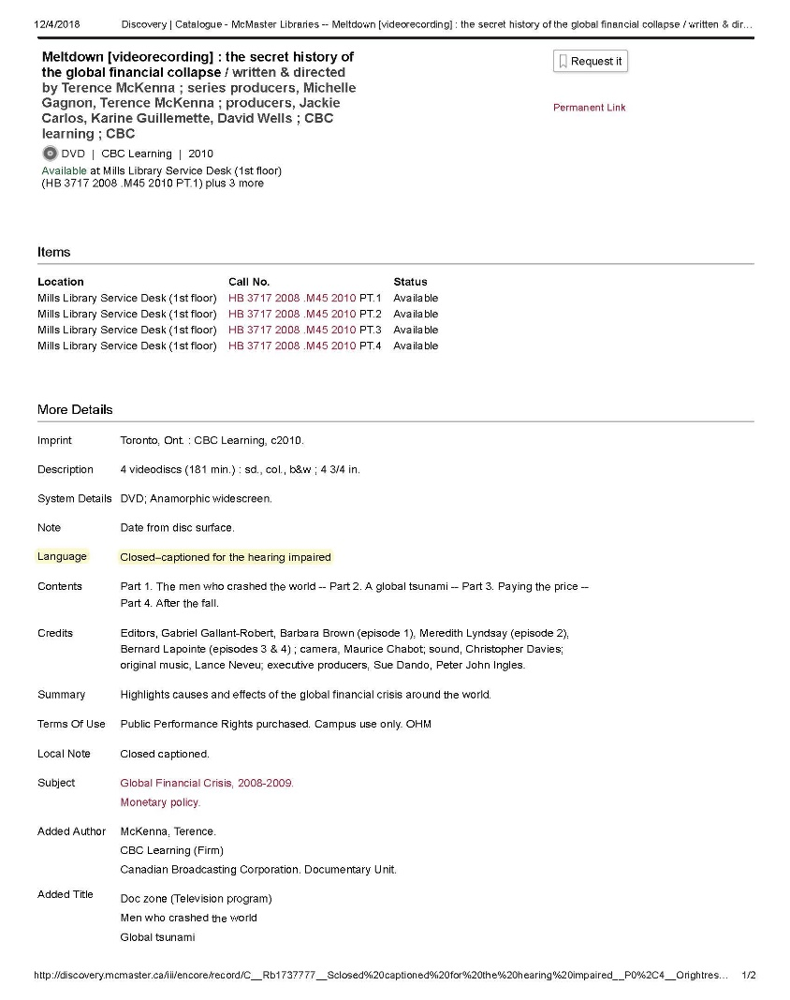 12/4/2018 Discovery | Catalogue - McMaster Libraries -- Meltdown [videorecording] : the secret history of the global financial collapse / written & dir...
Meltdown [videorecording] : the secret history of
the global financial collapse / written & directed
by Terence McKenna ; series producers, Michelle
Gagnon, Terence McKenna ; producers, Jackie
Carlos, Karine Guillemette, David Wells ; CBC
learning ; CBC
Request it
Permanent Link
DVD | CBC Learning | 2010
Available at Mills Library Service Desk (1st floor)
(HB 3717 2008 .M45 2010 PT.1) plus 3 more
Items
Location Call No. Status
Mills Library Service Desk (1st floor) HB 3717 2008 .M45 2010 PT.1 Available
Mills Library Service Desk (1st floor) HB 3717 2008 .M45 2010 PT.2 Available
Mills Library Service Desk (1st floor) HB 3717 2008 .M45 2010 PT.3 Available
Mills Library Service Desk (1st floor) HB 3717 2008 .M45 2010 PT.4 Available
More Details
Imprint Toronto, Ont. : CBC Learning, c2010.
Description 4 videodiscs (181 min.) : sd., col., b&w ; 4 3/4 in.
System Details DVD; Anamorphic widescreen.
Note Date from disc surface.
Language Closed–captioned for the hearing impaired
Contents Part 1. The men who crashed the world -- Part 2. A global tsunami -- Part 3. Paying the price --
Part 4. After the fall.
Credits Editors, Gabriel Gallant-Robert, Barbara Brown (episode 1), Meredith Lyndsay (episode 2),
Bernard Lapointe (episodes 3 & 4) ; camera, Maurice Chabot; sound, Christopher Davies;
original music, Lance Neveu; executive producers, Sue Dando, Peter John Ingles.
Summary Highlights causes and effects of the global financial crisis around the world.
Terms Of Use Public Performance Rights purchased. Campus use only. OHM
Local Note Closed captioned.
Subject Global Financial Crisis, 2008-2009.
Monetary policy.
Added Author McKenna, Terence.
CBC Learning (Firm)
Canadian Broadcasting Corporation. Documentary Unit.
Added Title Doc zone (Television program)
Men who crashed the world
Global tsunami
http://discovery.mcmaster.ca/iii/encore/record/C__Rb1737777__Sclosed%20captioned%20for%20the%20hearing%20impaired__P0%2C4__Orightres... 1/2